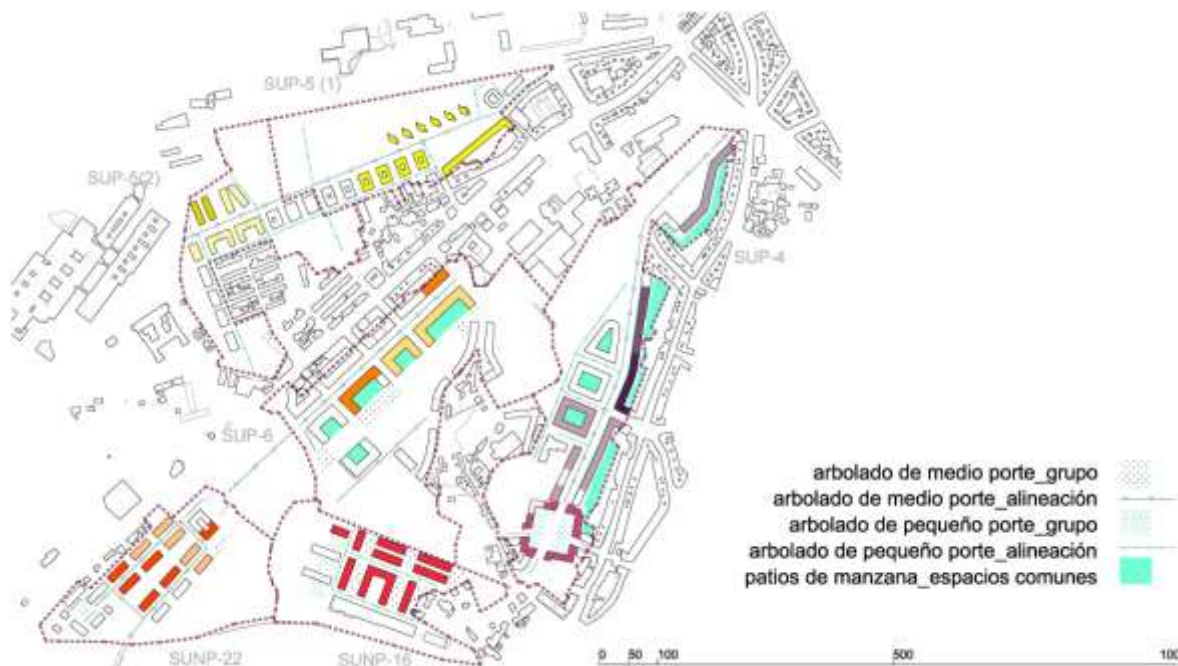 SUP-5 (1)
SUP-5(2)
SUP-4
SUP-6
arbolado de medio porte_grupo
arbolado de medio porte_alineación
arbolado de pequeño porte_grupo
arbolado de pequeño porte_alineación
patios de manzana_espacios comunes
SUNP-22
SUNP-16
0 50 100 500 100